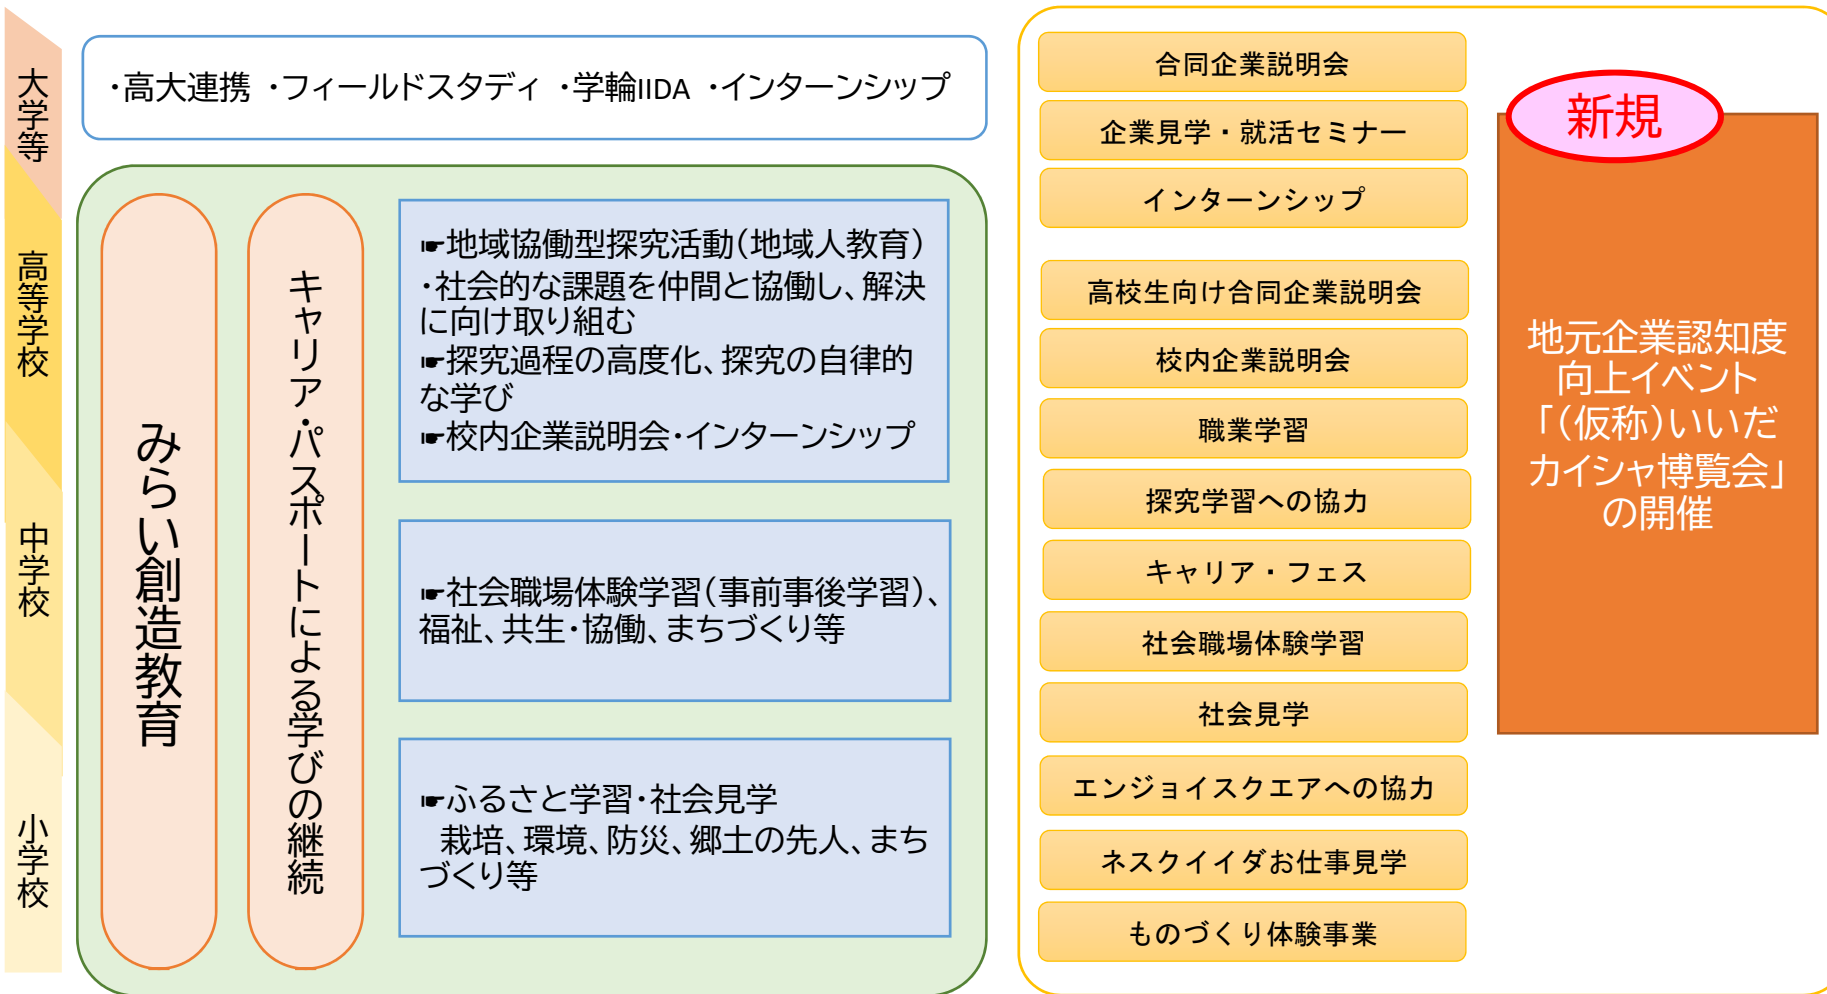 大学等
高等学校
中学校
小学校
・高大連携 ・フィールドスタディ ・学輪IIDA ・インターンシップ
みらい創造教育
キャリア・パスポートによる学びの継続
☛地域協働型探究活動(地域人教育)
・社会的な課題を仲間と協働し、解決
に向け取り組む
☛探究過程の高度化、探究の自律的
な学び
☛校内企業説明会・インターンシップ
☛社会職場体験学習(事前事後学習)、
福祉、共生・協働、まちづくり等
☛ふるさと学習・社会見学
栽培、環境、防災、郷土の先人、まち
づくり等
合同企業説明会
企業見学・就活セミナー
インターンシップ
高校生向け合同企業説明会
校内企業説明会
職業学習
探究学習への協力
キャリア・フェス
社会職場体験学習
社会見学
エンジョイスクエアへの協力
ネスクイイダお仕事見学
ものづくり体験事業
新規
地元企業認知度
向上イベント
「(仮称)いいだ
カイシャ博覧会」
の開催